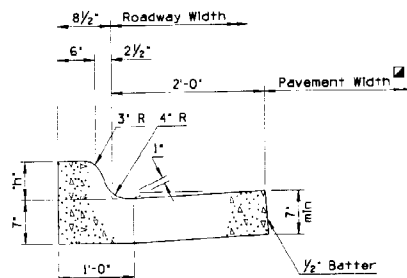 8½" Roadway Width
6" 2½"
2'-0" Pavement Width
3" R 4" R
1"
"h"
7"
7" min
1'-0"
½" Batter